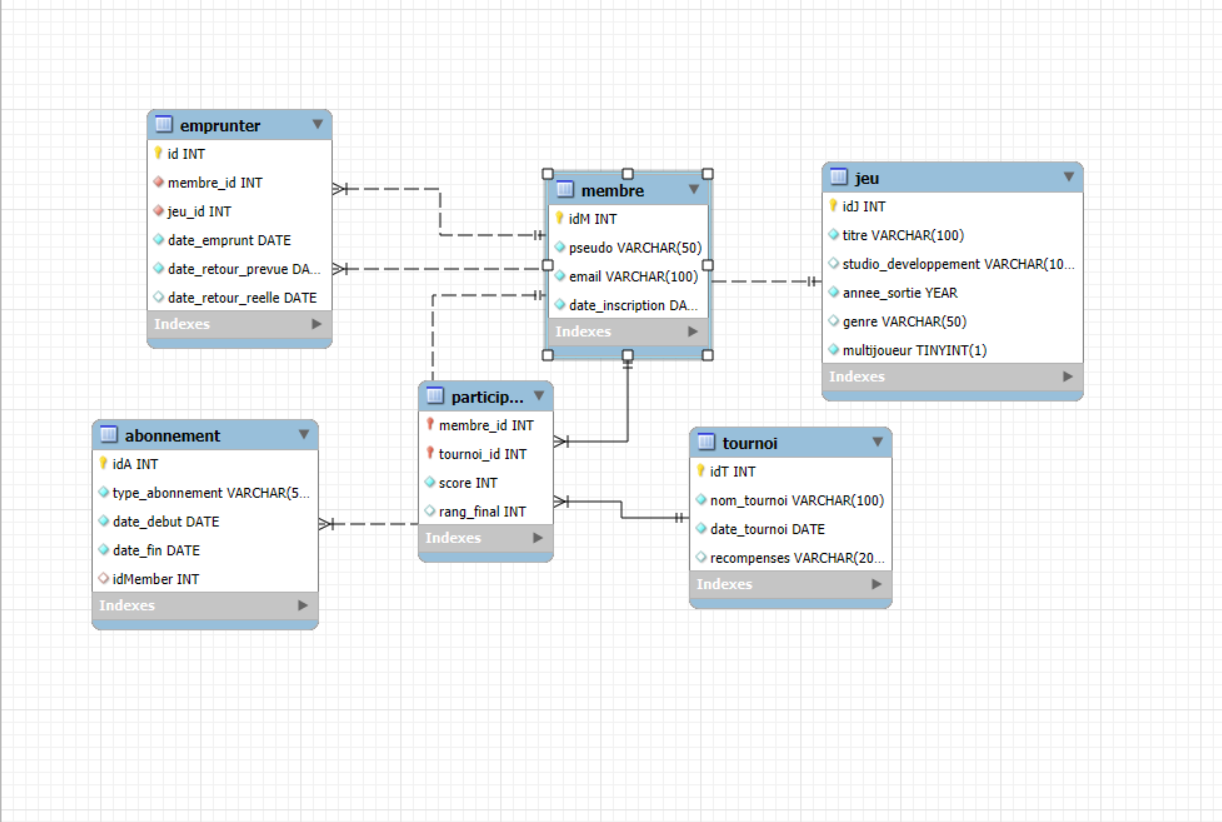 emprunter
id INT
membre_id INT
jeu_id INT
date_emprunt DATE
date_retour_prevue DA...
date_retour_reelle DATE
Indexes
membre
idM INT
pseudo VARCHAR(50)
email VARCHAR(100)
date_inscription DA...
Indexes
jeu
idJ INT
titre VARCHAR(100)
studio_developpement VARCHAR(10...
annee_sortie YEAR
genre VARCHAR(50)
multijoueur TINYINT(1)
Indexes
particip...
membre_id INT
tournoi_id INT
score INT
rang_final INT
Indexes
abonnement
idA INT
type_abonnement VARCHAR(5...
date_debut DATE
date_fin DATE
idMember INT
Indexes
tournoi
idT INT
nom_tournoi VARCHAR(100)
date_tournoi DATE
recompenses VARCHAR(20...
Indexes